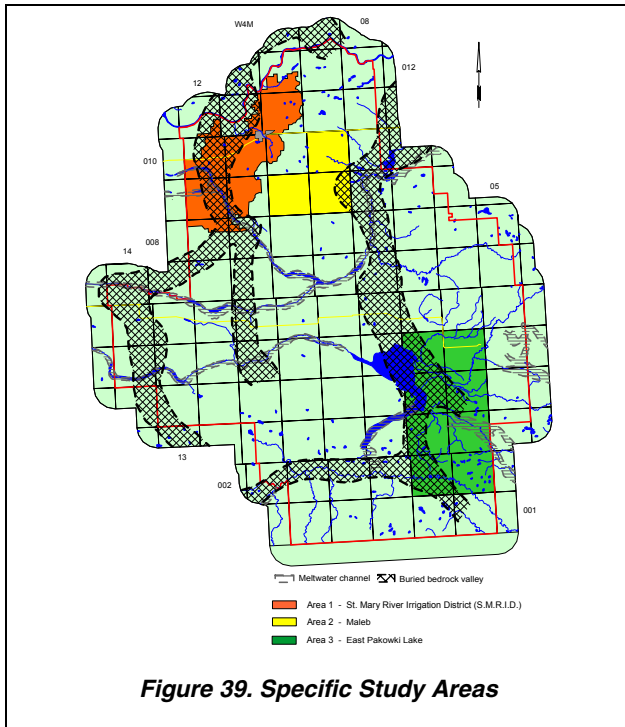 W4M
08
12
012
010
05
008
14
13
002
001
Meltwater channel Buried bedrock valley
Area 1 - St. Mary River Irrigation District (S.M.R.I.D.)
Area 2 - Maleb
Area 3 - East Pakowki Lake
Figure 39. Specific Study Areas